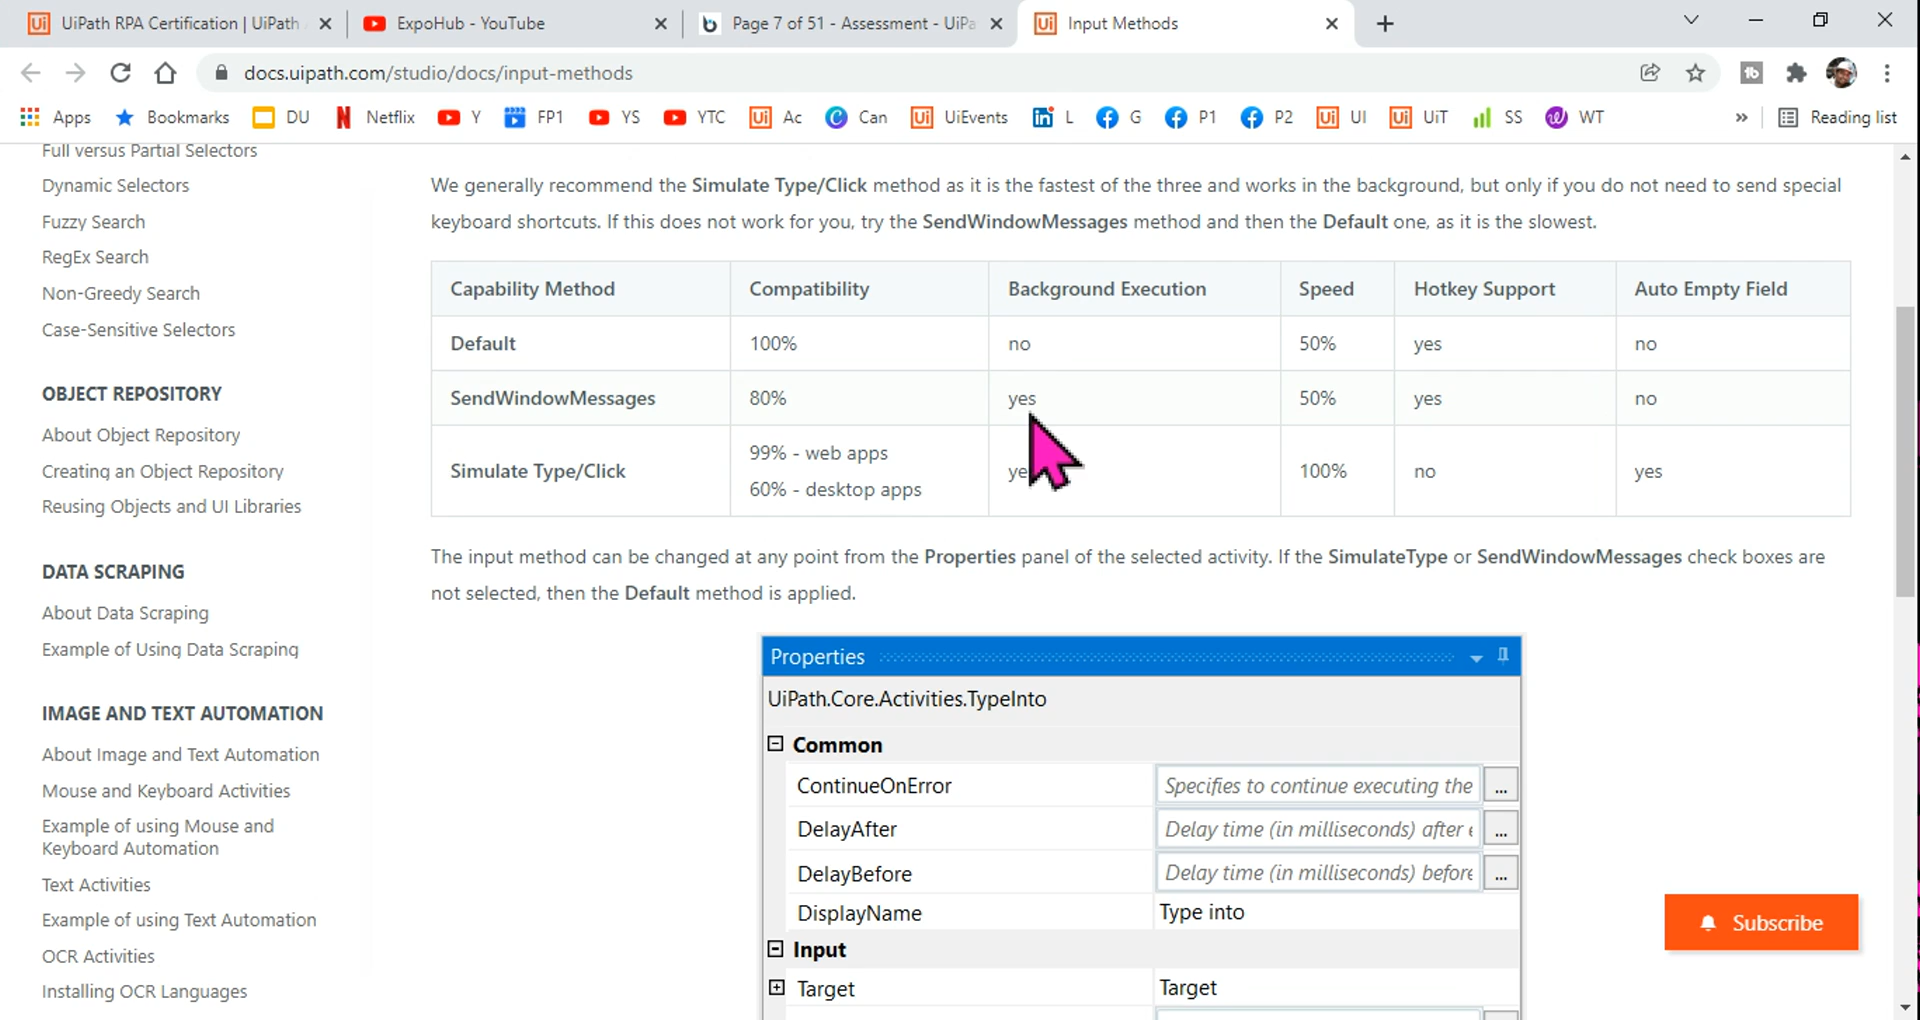 UiPath RPA Certification | UiPath
ExpoHub - YouTube
Page 7 of 51 - Assessment - UiPa
Input Methods
docs.uipath.com/studio/docs/input-methods
Apps
Bookmarks
DU
Netflix
Y
FP1
YS
YTC
Ac
Can
UiEvents
L
G
P1
P2
UI
UiT
SS
WT
»
Reading list
Full versus Partial Selectors
Dynamic Selectors
Fuzzy Search
RegEx Search
Non-Greedy Search
Case-Sensitive Selectors
OBJECT REPOSITORY
About Object Repository
Creating an Object Repository
Reusing Objects and UI Libraries
DATA SCRAPING
About Data Scraping
Example of Using Data Scraping
IMAGE AND TEXT AUTOMATION
About Image and Text Automation
Mouse and Keyboard Activities
Example of using Mouse and
Keyboard Automation
Text Activities
Example of using Text Automation
OCR Activities
Installing OCR Languages
We generally recommend the Simulate Type/Click method as it is the fastest of the three and works in the background, but only if you do not need to send special
keyboard shortcuts. If this does not work for you, try the SendWindowMessages method and then the Default one, as it is the slowest.
Capability Method Compatibility Background Execution Speed Hotkey Support Auto Empty Field
Default 100% no 50% yes no
SendWindowMessages 80% yes 50% yes no
99% - web apps
Simulate Type/Click ye 100% no yes
60% - desktop apps
The input method can be changed at any point from the Properties panel of the selected activity. If the SimulateType or SendWindowMessages check boxes are
not selected, then the Default method is applied.
Properties
UiPath.Core.Activities.TypeInto
Common
ContinueOnError Specifies to continue executing the ...
DelayAfter Delay time (in milliseconds) after e ...
DelayBefore Delay time (in milliseconds) before ...
DisplayName Type into
Input
Target Target
Subscribe